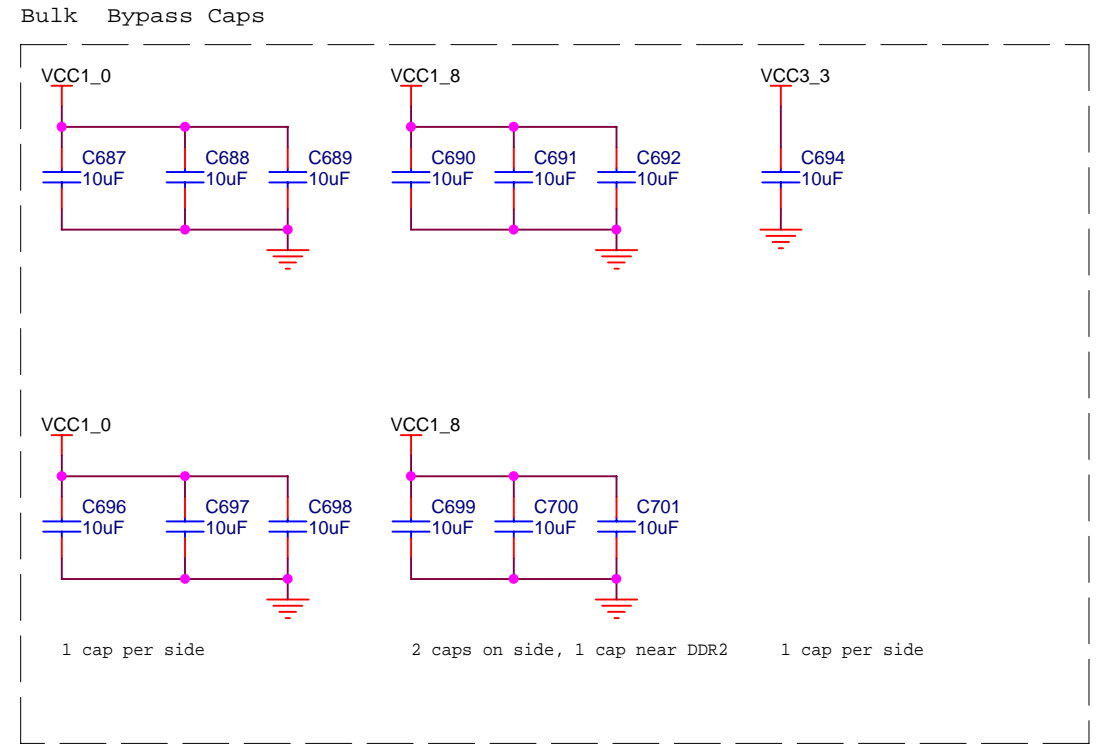 Bulk  Bypass Caps
VCC1_0
VCC1_8
VCC3_3
C687
10uF
C688
10uF
C689
10uF
C690
10uF
C691
10uF
C692
10uF
C694
10uF
VCC1_0
VCC1_8
C696
10uF
C697
10uF
C698
10uF
C699
10uF
C700
10uF
C701
10uF
1 cap per side
2 caps on side, 1 cap near DDR2
1 cap per side